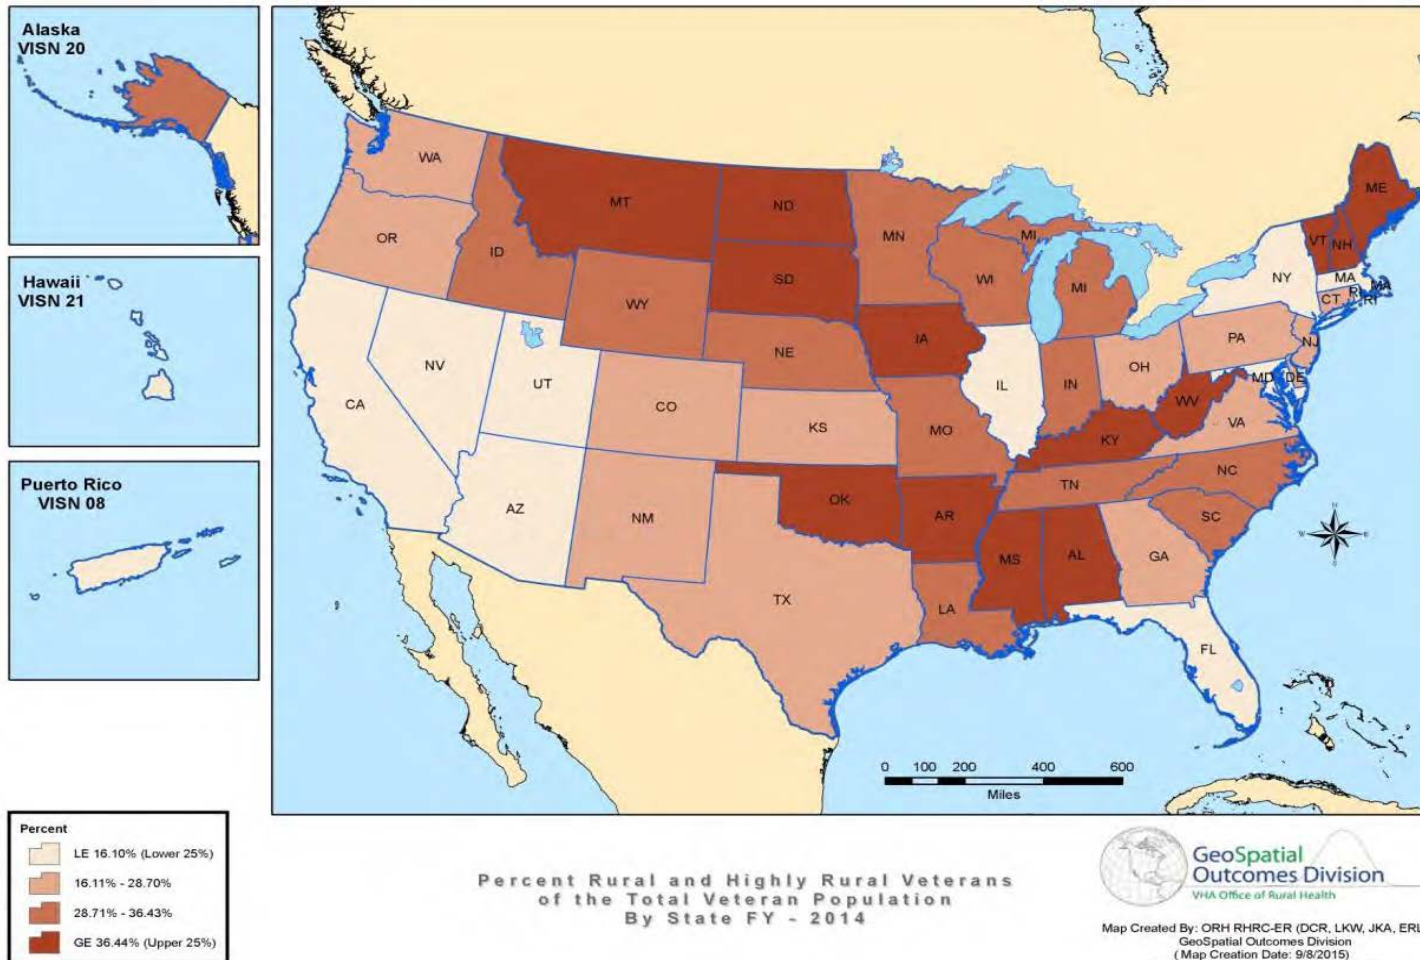 Alaska
VISN 20
Hawaii
VISN 21
Puerto Rico
VISN 08
WA
OR
ID
MT
ND
SD
MN
WI
MI
MI
WY
NE
IA
IL
IN
OH
PA
NY
VT
NH
ME
MA
MA
RI
RI
CT
NJ
MD
DE
WV
VA
KY
NC
TN
SC
GA
FL
AL
MS
LA
AR
MO
KS
OK
TX
NM
CO
UT
AZ
NV
CA
N
W
E
S
0 100 200 400 600
Miles
Percent
LE 16.10% (Lower 25%)
16.11% - 28.70%
28.71% - 36.43%
GE 36.44% (Upper 25%)
Percent Rural and Highly Rural Veterans
of the Total Veteran Population
By State FY - 2014
GeoSpatial
Outcomes Division
VHA Office of Rural Health
Map Created By: ORH RHRC-ER (DCR, LKW, JKA, ERL
GeoSpatial Outcomes Division
( Map Creation Date: 9/8/2015)